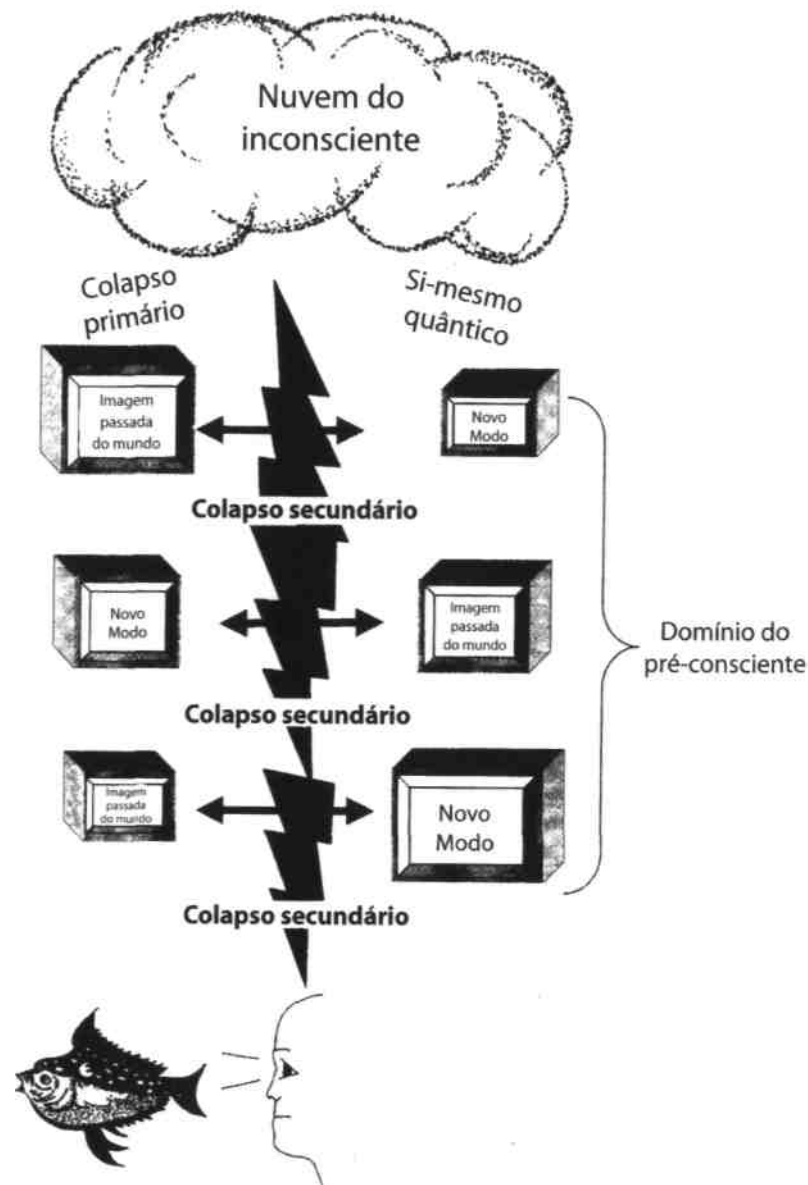 Nuvem do
inconsciente
Colapso
primário
Si-mesmo
quântico
Imagem
passada
do mundo
Novo
Modo
Colapso secundário
Novo
Modo
Imagem
passada
do mundo
Domínio do
pré-consciente
Colapso secundário
Imagem
passada
do mundo
Novo
Modo
Colapso secundário